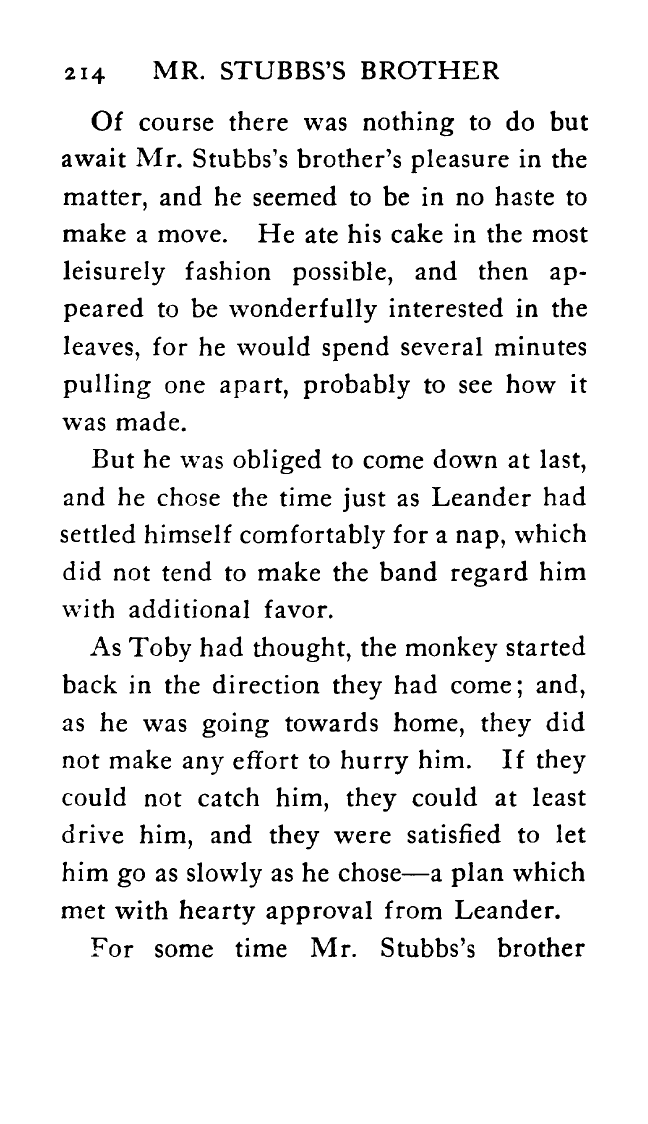 214 MR. STUBBS'S BROTHER
Of course there was nothing to do but
await Mr. Stubbs's brother's pleasure in the
matter, and he seemed to be in no haste to
make a move. He ate his cake in the most
leisurely fashion possible, and then ap-
peared to be wonderfully interested in the
leaves, for he would spend several minutes
pulling one apart, probably to see how it
was made.
But he was obliged to come down at last,
and he chose the time just as Leander had
settled himself comfortably for a nap, which
did not tend to make the band regard him
with additional favor.
As Toby had thought, the monkey started
back in the direction they had come; and,
as he was going towards home, they did
not make any effort to hurry him. If they
could not catch him, they could at least
drive him, and they were satisfied to let
him go as slowly as he chose—a plan which
met with hearty approval from Leander.
For some time Mr. Stubbs's brother